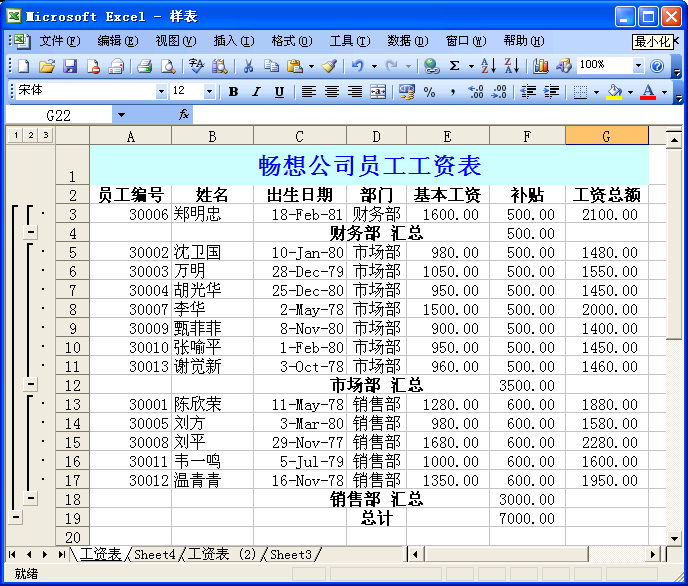 Microsoft Excel - 样表
文件(F) 编辑(E) 视图(V) 插入(I) 格式(O) 工具(T) 数据(D) 窗口(W) 帮助(H) 最小化
100%
宋体 12 B I U
G22 fx
1 2 3 A B C D E F G
1 畅想公司员工工资表
2 员工编号 姓名 出生日期 部门 基本工资 补贴 工资总额
3 30006 郑明忠 18-Feb-81 财务部 1600.00 500.00 2100.00
4 财务部 汇总 500.00
5 30002 沈卫国 10-Jan-80 市场部 980.00 500.00 1480.00
6 30003 万明 28-Dec-79 市场部 1050.00 500.00 1550.00
7 30004 胡光华 25-Dec-80 市场部 950.00 500.00 1450.00
8 30007 李华 2-May-78 市场部 1500.00 500.00 2000.00
9 30009 甄菲菲 8-Nov-80 市场部 900.00 500.00 1400.00
10 30010 张喻平 1-Feb-80 市场部 950.00 500.00 1450.00
11 30013 谢觉新 3-Oct-78 市场部 960.00 500.00 1460.00
12 市场部 汇总 3500.00
13 30001 陈欣荣 11-May-78 销售部 1280.00 600.00 1880.00
14 30005 刘方 3-Mar-80 销售部 980.00 600.00 1580.00
15 30008 刘平 29-Nov-77 销售部 1680.00 600.00 2280.00
16 30011 韦一鸣 5-Jul-79 销售部 1000.00 600.00 1600.00
17 30012 温青青 16-Nov-78 销售部 1350.00 600.00 1950.00
18 销售部 汇总 3000.00
19 总计 7000.00
20
工资表 Sheet4 工资表 (2) Sheet3
就绪